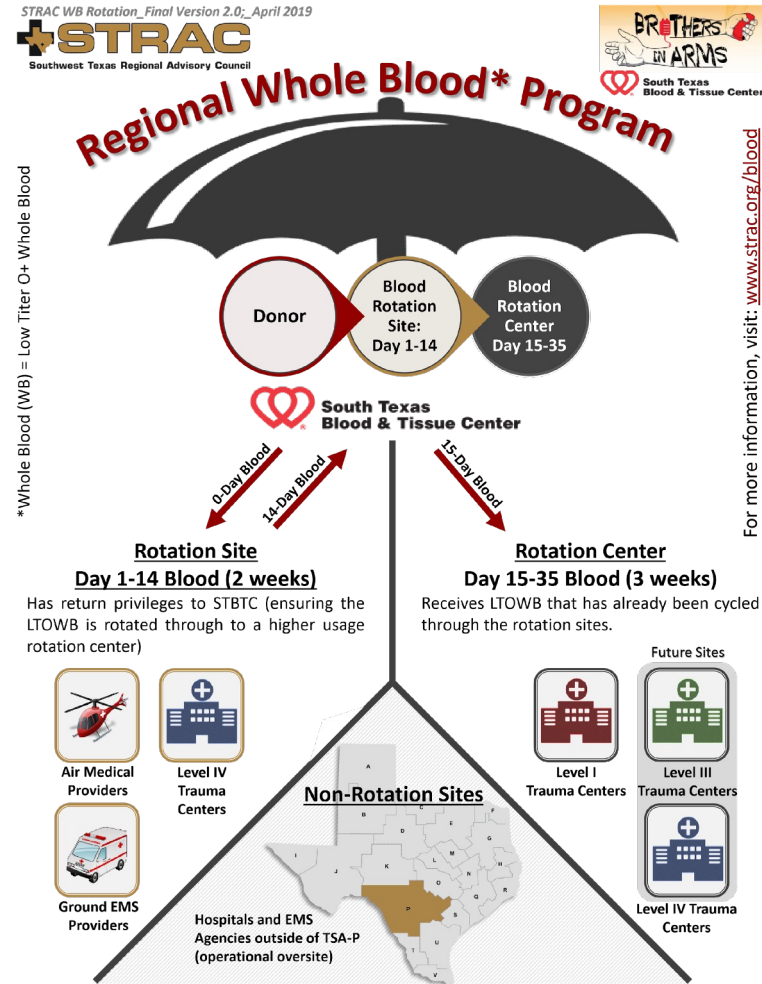 STRAC WB Rotation_Final Version 2.0;_April 2019
STRAC
Southwest Texas Regional Advisory Council
BROTHERS
IN ARMS
South Texas
Blood & Tissue Center
Regional Whole Blood* Program
*Whole Blood (WB) = Low Titer O+ Whole Blood
For more information, visit: www.strac.org/blood
Donor
Blood
Rotation
Site:
Day 1-14
Blood
Rotation
Center
Day 15-35
South Texas
Blood & Tissue Center
0-Day Blood
14-Day Blood
15-Day Blood
Rotation Site
Day 1-14 Blood (2 weeks)
Has return privileges to STBTC (ensuring the
LTOWB is rotated through to a higher usage
rotation center)
Rotation Center
Day 15-35 Blood (3 weeks)
Receives LTOWB that has already been cycled
through the rotation sites.
Future Sites
Air Medical
Providers
Level IV
Trauma
Centers
Ground EMS
Providers
Level I
Trauma Centers
Level III
Trauma Centers
Level IV Trauma
Centers
Non-Rotation Sites
A
B
C
D
E
F
G
H
I
J
K
L
M
N
O
P
Q
R
S
T
U
V
Hospitals and EMS
Agencies outside of TSA-P
(operational oversite)